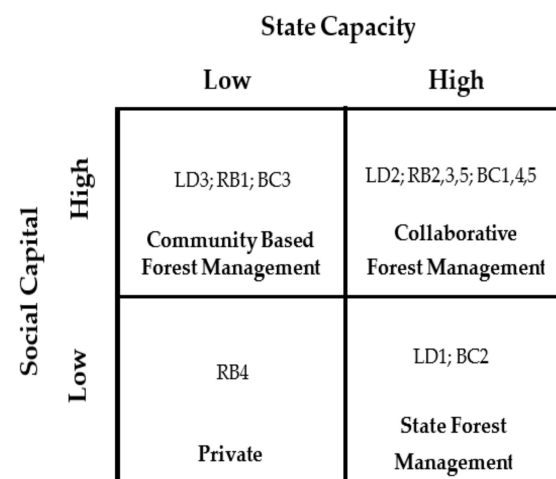 State Capacity
Low High
Social Capital
High
LD3; RB1; BC3
Community Based
Forest Management
LD2; RB2,3,5; BC1,4,5
Collaborative
Forest Management
Low
RB4
Private
LD1; BC2
State Forest
Management